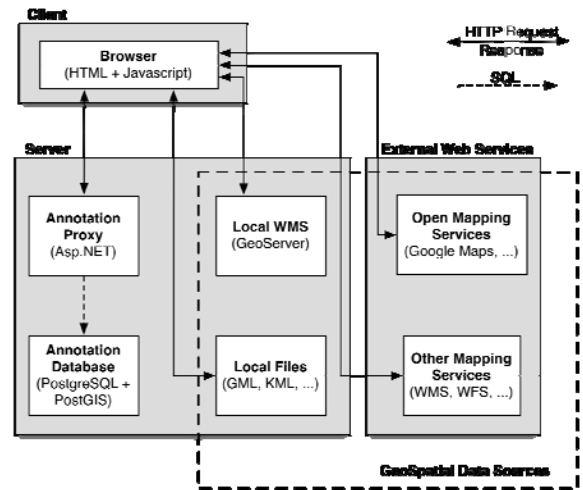 Client
Browser
(HTML + Javascript)
HTTP Request
Response
SQL
Server
External Web Services
Annotation
Proxy
(Asp.NET)
Local WMS
(GeoServer)
Open Mapping
Services
(Google Maps, ...)
Annotation
Database
(PostgreSQL +
PostGIS)
Local Files
(GML, KML, ...)
Other Mapping
Services
(WMS, WFS, ...)
GeoSpatial Data Sources